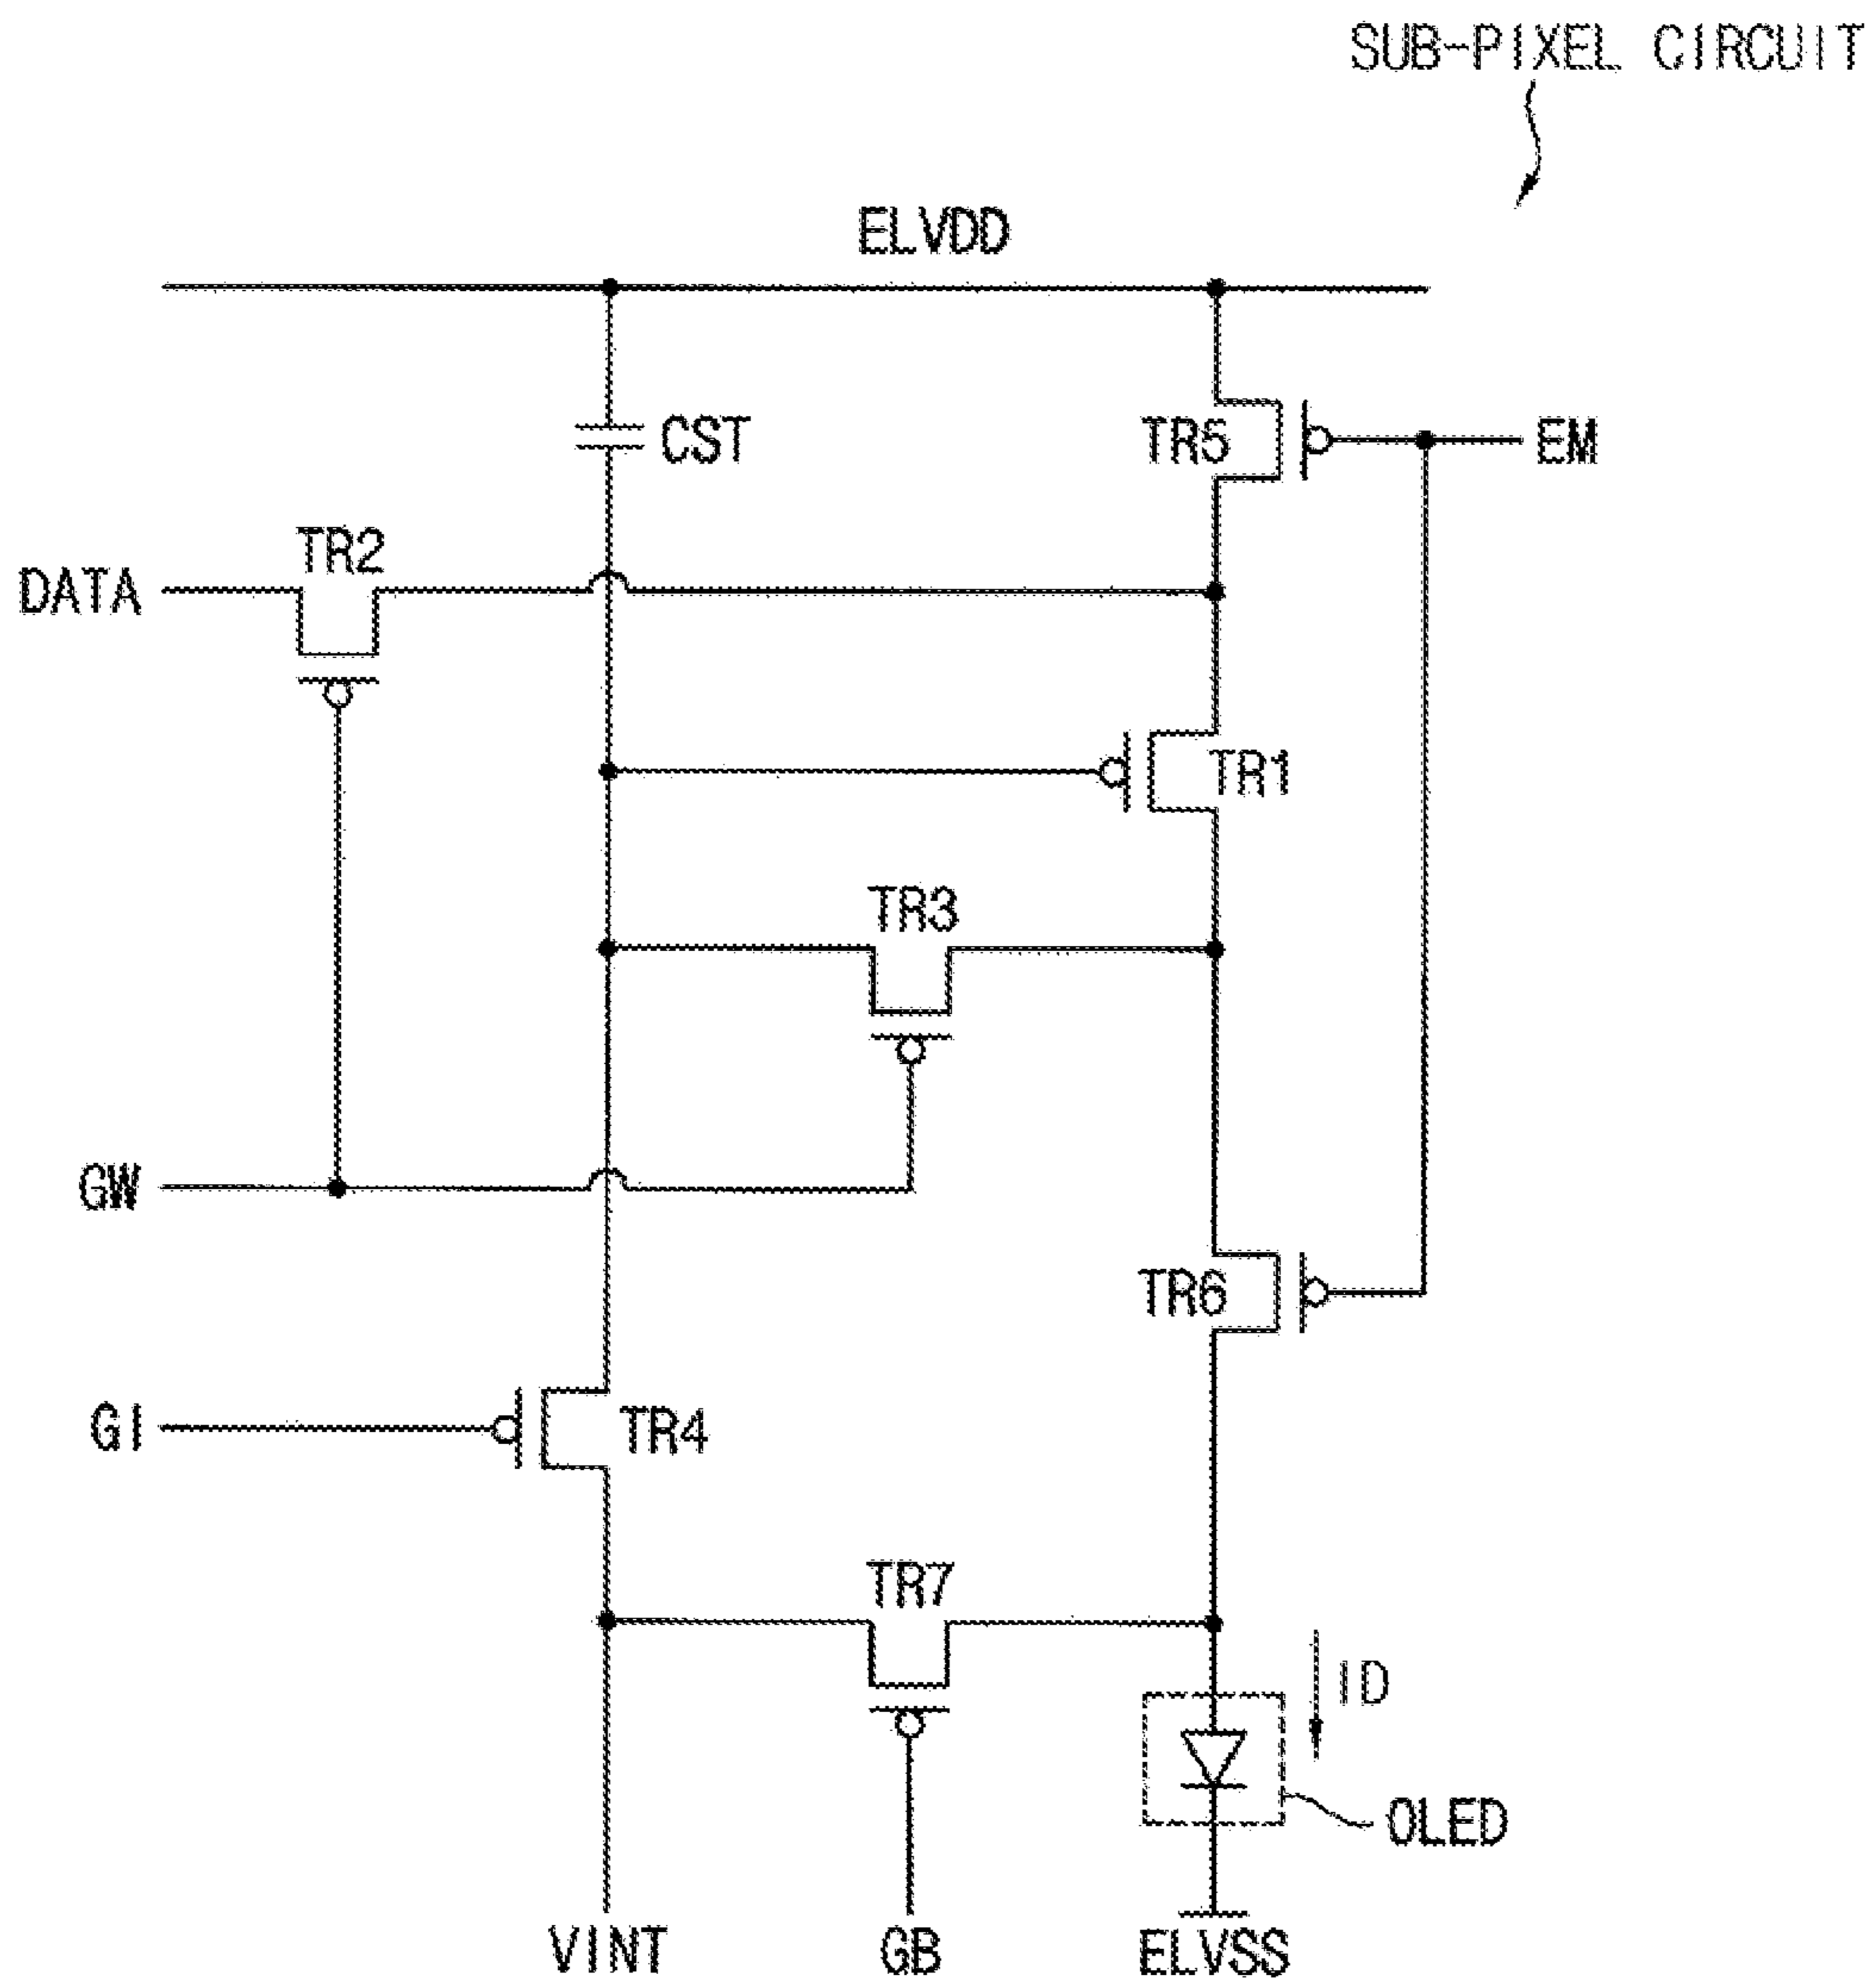 SUB-PIXEL CIRCUIT
ELVDD
CST
TR5
EM
TR2
DATA
TR1
TR3
GW
TR6
GI
TR4
TR7
ID
OLED
VINT
GB
ELVSS